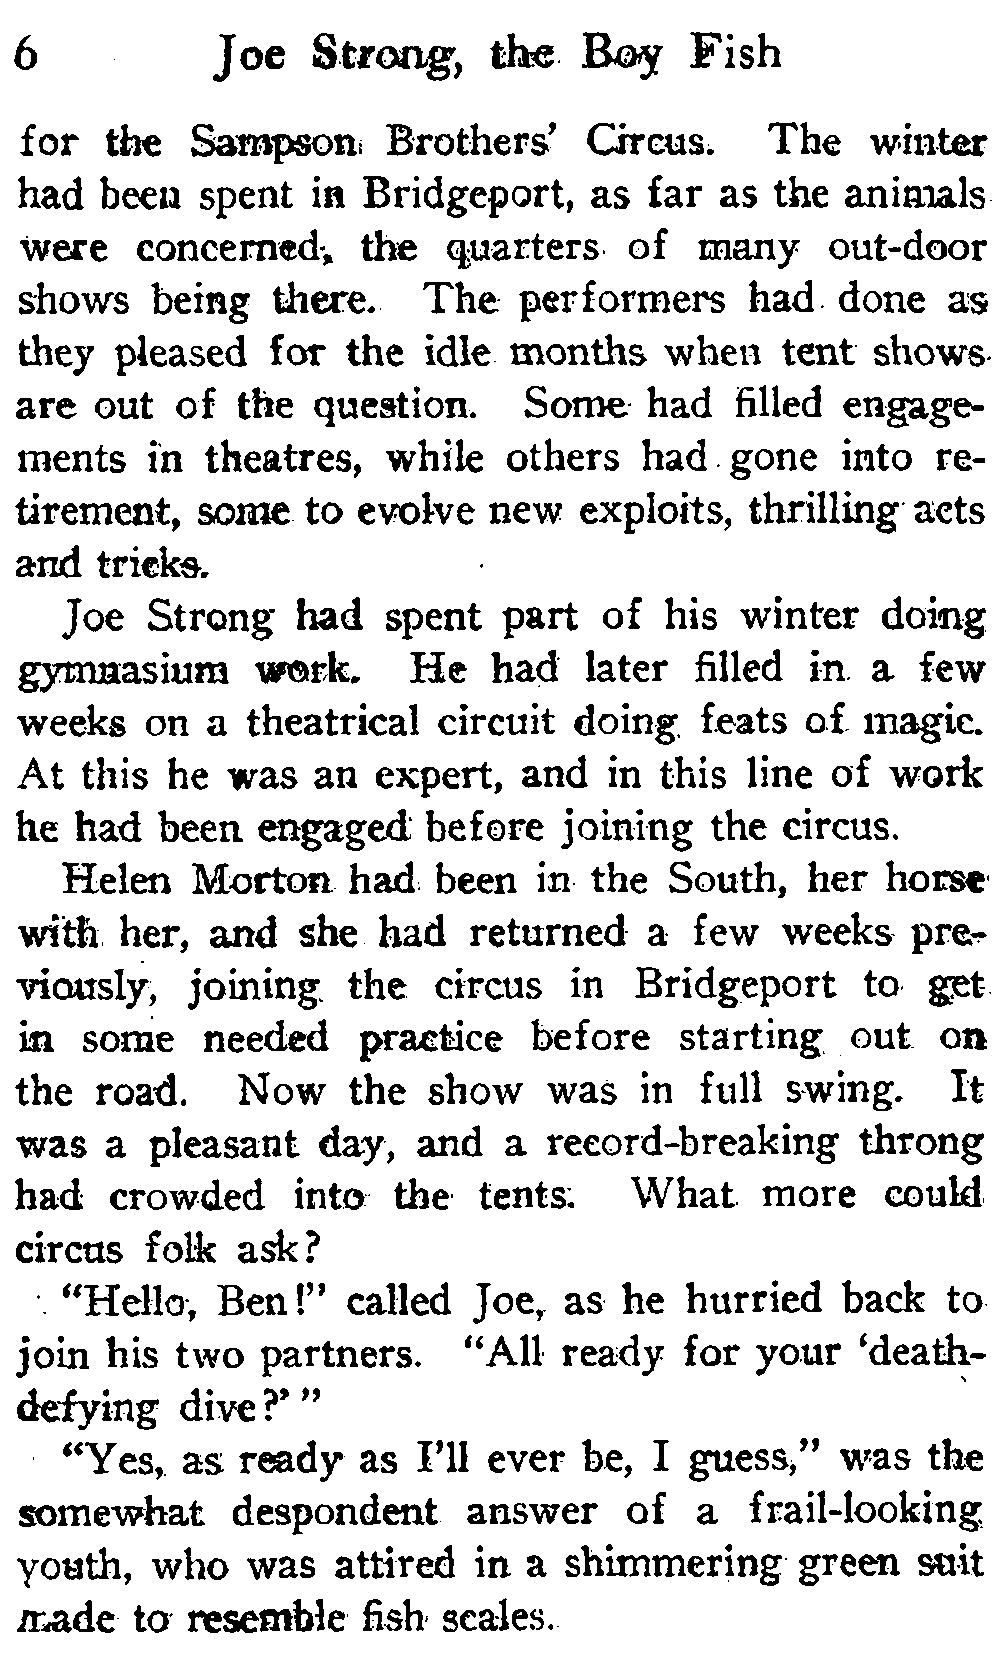 6 Joe Strong, the Boy Fish
for the Sampson Brothers' Circus. The winter
had been spent in Bridgeport, as far as the animals
were concerned, the quarters of many out-door
shows being there. The performers had done as
they pleased for the idle months when tent shows
are out of the question. Some had filled engage-
ments in theatres, while others had gone into re-
tirement, some to evolve new exploits, thrilling acts
and tricks.
Joe Strong had spent part of his winter doing
gymnasium work. He had later filled in a few
weeks on a theatrical circuit doing feats of magic.
At this he was an expert, and in this line of work
he had been engaged before joining the circus.
Helen Morton had been in the South, her horse
with her, and she had returned a few weeks pre-
viously, joining the circus in Bridgeport to get
in some needed practice before starting out on
the road. Now the show was in full swing. It
was a pleasant day, and a record-breaking throng
had crowded into the tents. What more could
circus folk ask?
"Hello, Ben!" called Joe, as he hurried back to
join his two partners. "All ready for your 'death-
defying dive?' "
"Yes, as ready as I'll ever be, I guess," was the
somewhat despondent answer of a frail-looking
youth, who was attired in a shimmering green suit
made to resemble fish scales.